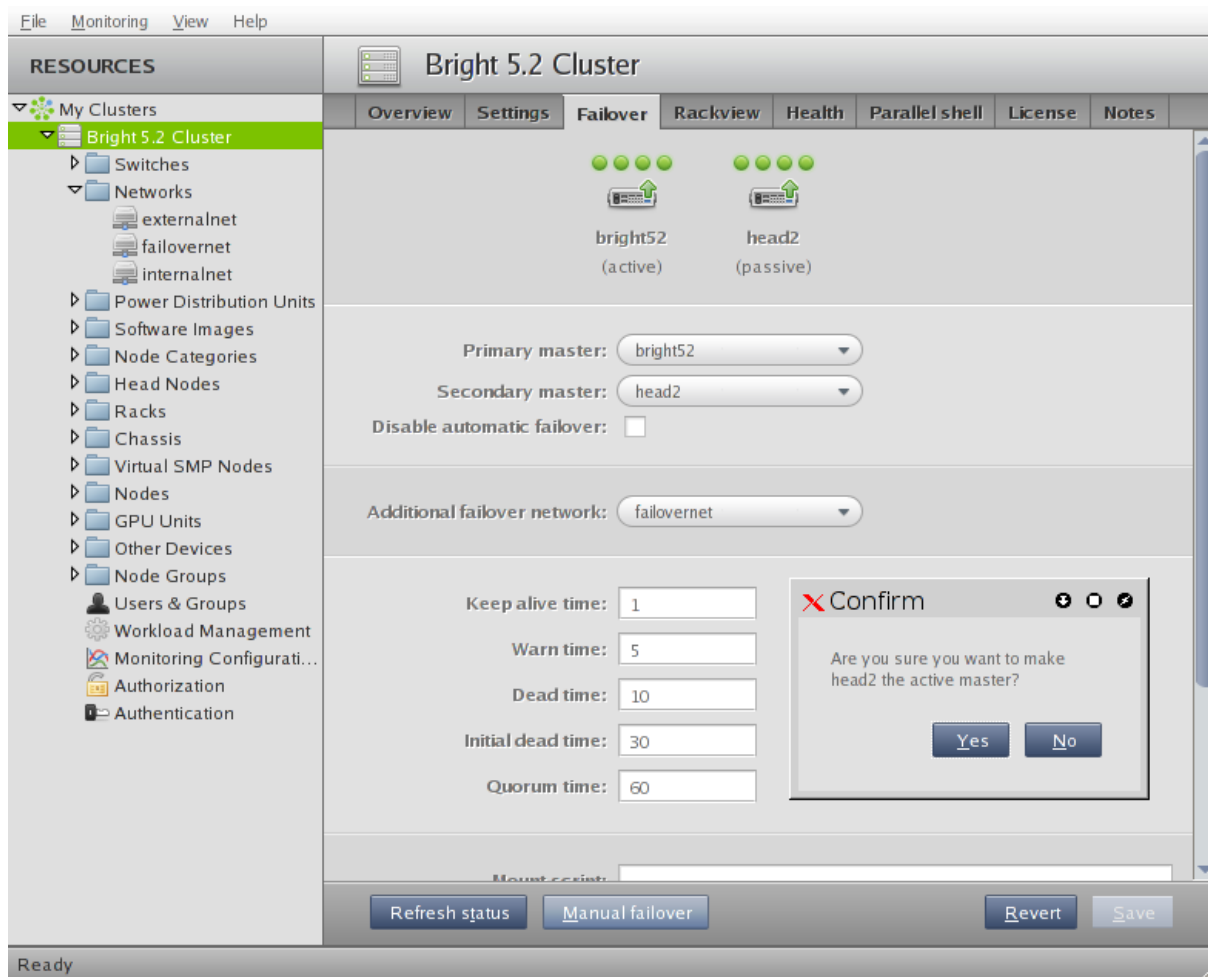 File Monitoring View Help
RESOURCES
My Clusters
Bright 5.2 Cluster
Switches
Networks
externalnet
failovernet
internalnet
Power Distribution Units
Software Images
Node Categories
Head Nodes
Racks
Chassis
Virtual SMP Nodes
Nodes
GPU Units
Other Devices
Node Groups
Users & Groups
Workload Management
Monitoring Configurati...
Authorization
Authentication
Bright 5.2 Cluster
Overview Settings Failover Rackview Health Parallel shell License Notes
bright52 head2
(active) (passive)
Primary master: bright52
Secondary master: head2
Disable automatic failover:
Additional failover network: failovernet
Keep alive time: 1
Warn time: 5
Dead time: 10
Initial dead time: 30
Quorum time: 60
Confirm
Are you sure you want to make
head2 the active master?
Yes No
Mount script:
Refresh status Manual failover Revert Save
Ready